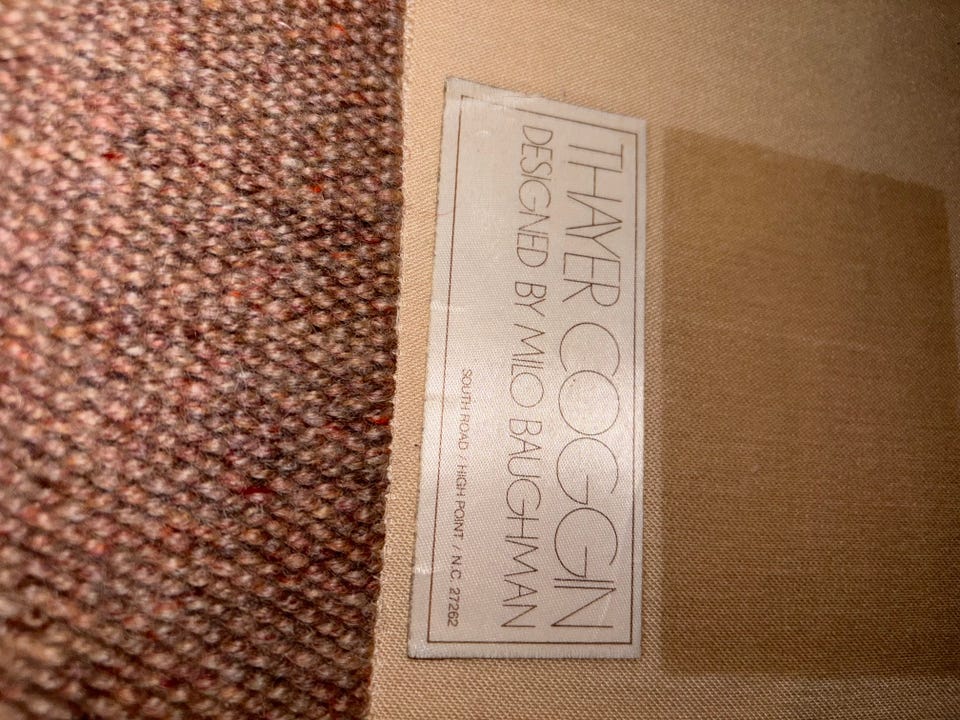 THAYER COGGIN
DESIGNED BY MILO BAUGHMAN
SOUTH ROAD / HIGH POINT / N.C. 27262